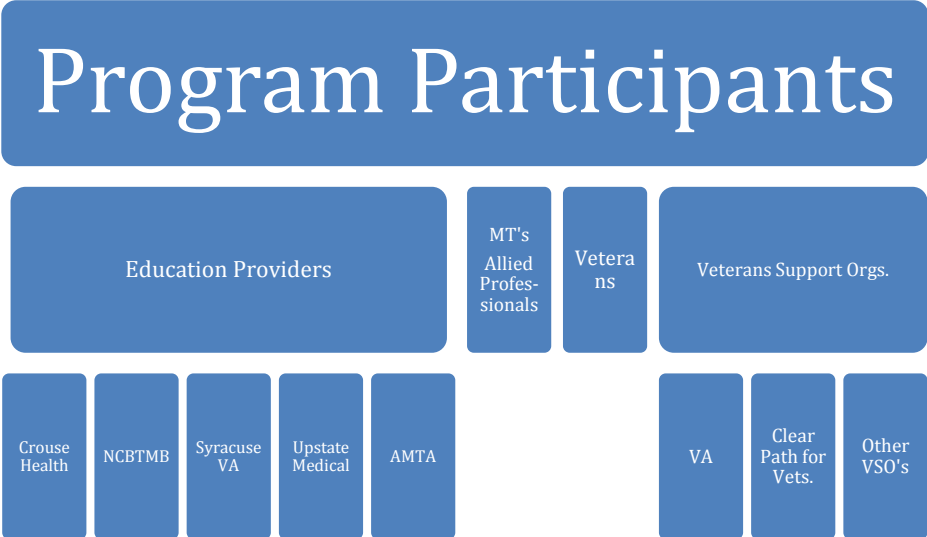 Program Participants
Education Providers
MT's
Allied
Profes-
sionals
Vetera
ns
Veterans Support Orgs.
Crouse
Health
NCBTMB
Syracuse
VA
Upstate
Medical
AMTA
VA
Clear
Path for
Vets.
Other
VSO's